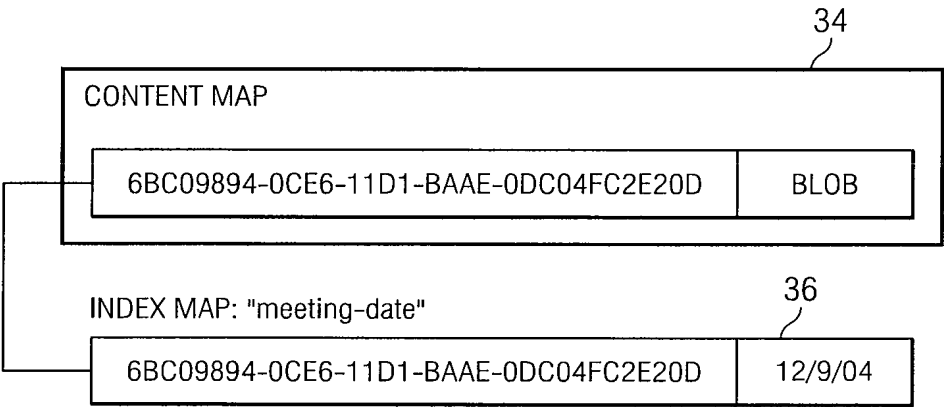 34
CONTENT MAP
6BC09894-0CE6-11D1-BAAE-0DC04FC2E20D BLOB
INDEX MAP: "meeting-date"
36
6BC09894-0CE6-11D1-BAAE-0DC04FC2E20D 12/9/04